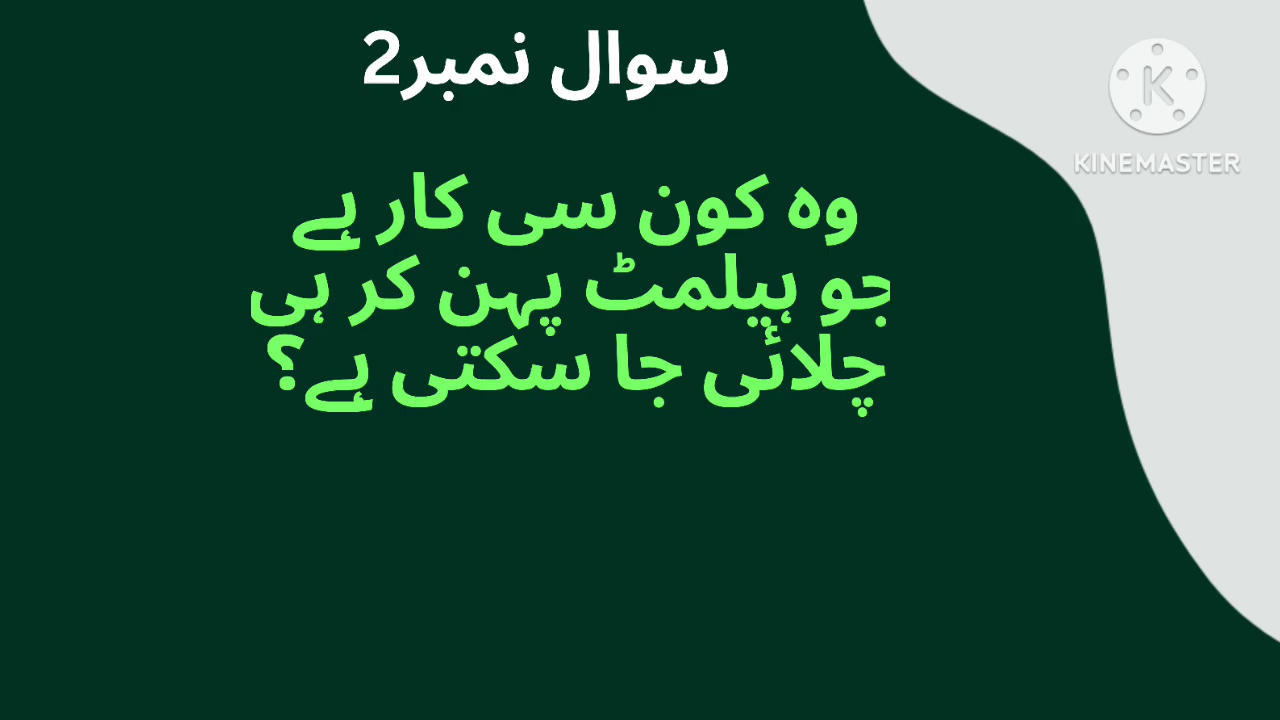 سوال نمبر2
وہ کون سی کار ہے
جو ہیلمٹ پہن کر ہی
چلائی جا سکتی ہے؟
KINEMASTER